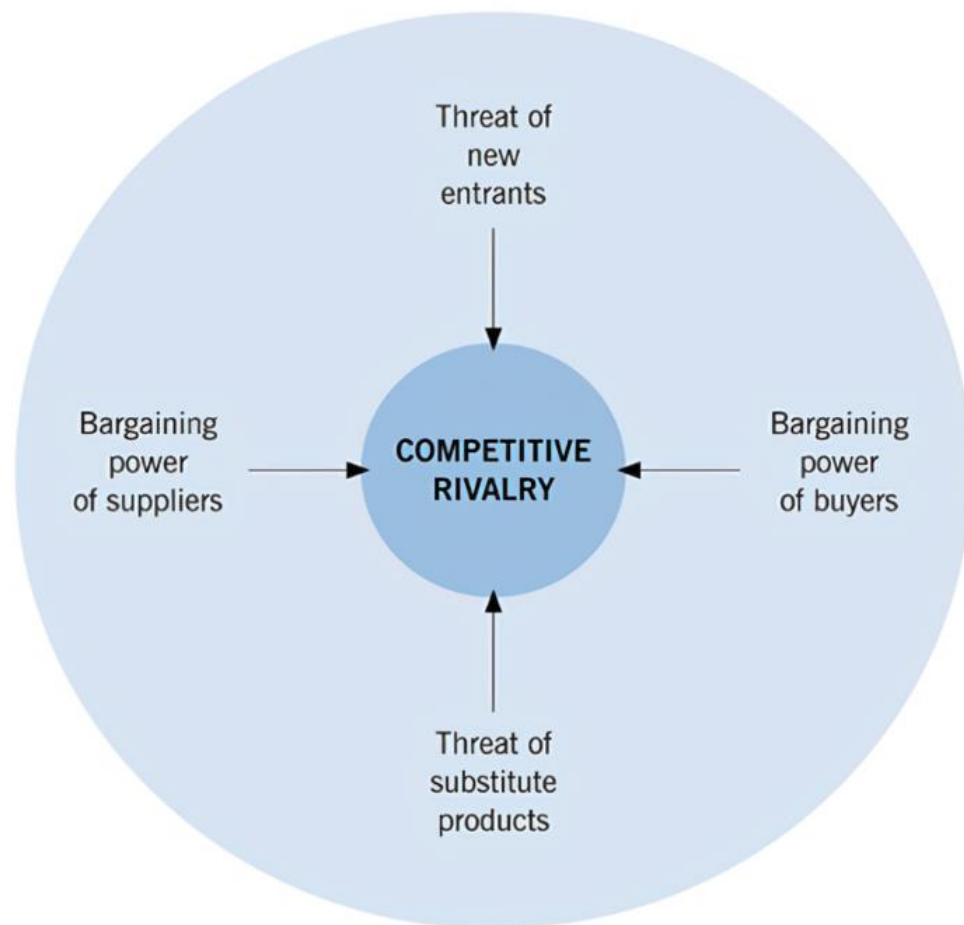 Threat of
new
entrants
Bargaining
power
of suppliers
COMPETITIVE
RIVALRY
Bargaining
power
of buyers
Threat of
substitute
products